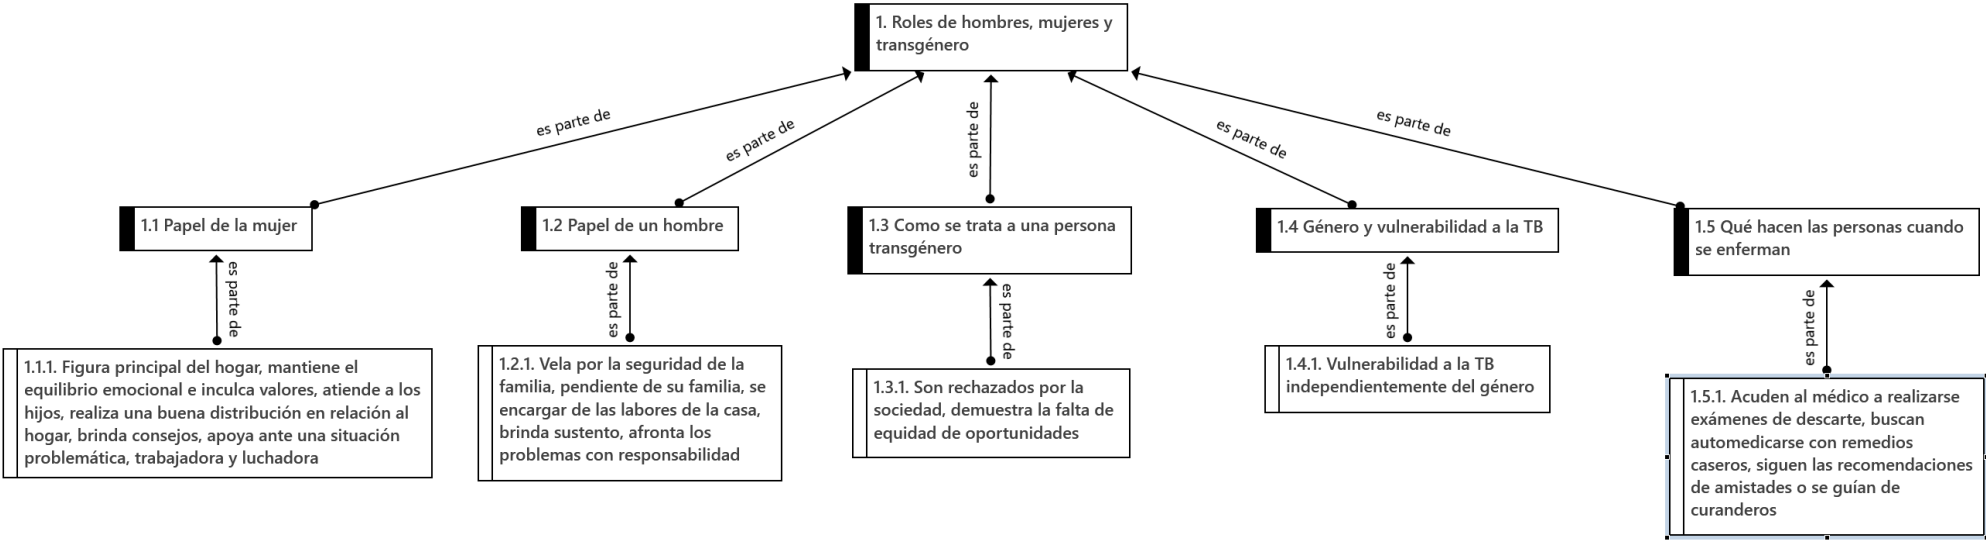 1. Roles de hombres, mujeres y
transgénero
es parte de
es parte de
es parte de
es parte de
es parte de
1.1 Papel de la mujer
1.2 Papel de un hombre
1.3 Como se trata a una persona
transgénero
1.4 Género y vulnerabilidad a la TB
1.5 Qué hacen las personas cuando
se enferman
es parte de
es parte de
es parte de
es parte de
es parte de
1.1.1. Figura principal del hogar, mantiene el
equilibrio emocional e inculca valores, atiende a los
hijos, realiza una buena distribución en relación al
hogar, brinda consejos, apoya ante una situación
problemática, trabajadora y luchadora
1.2.1. Vela por la seguridad de la
familia, pendiente de su familia, se
encargar de las labores de la casa,
brinda sustento, afronta los
problemas con responsabilidad
1.3.1. Son rechazados por la
sociedad, demuestra la falta de
equidad de oportunidades
1.4.1. Vulnerabilidad a la TB
independientemente del género
1.5.1. Acuden al médico a realizarse
exámenes de descarte, buscan
automedicarse con remedios
caseros, siguen las recomendaciones
de amistades o se guían de
curanderos